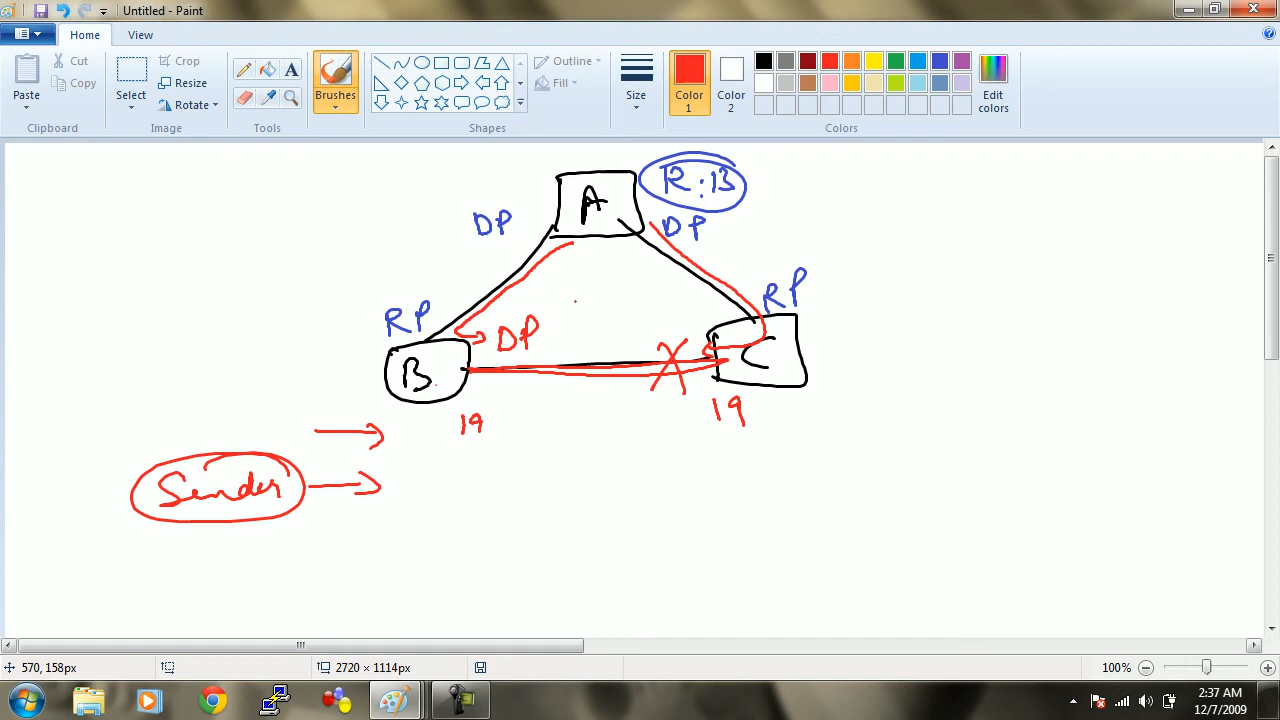 Untitled - Paint
Home
View
Paste
Cut
Copy
Clipboard
Select
Crop
Resize
Rotate
Image
Tools
Brushes
Outline
Fill
Shapes
Size
Color 1
Color 2
Edit colors
Colors
A
R:13
DP
DP
RP
RP
DP
B
C
19
19
Sender
570, 158px
2720 × 1114px
100%
2:37 AM
12/7/2009